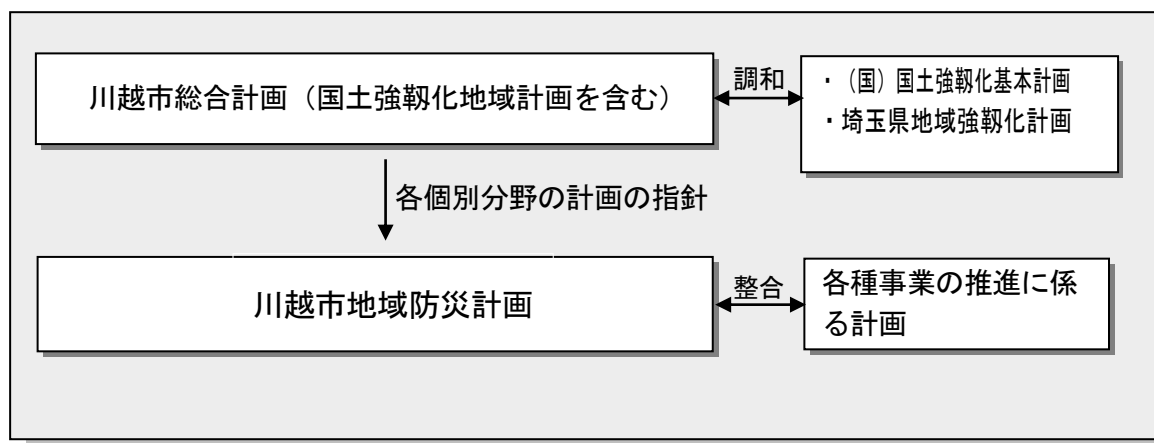 川越市総合計画（国土強靱化地域計画を含む）
調和
・（国）国土強靱化基本計画
・埼玉県地域強靱化計画
各個別分野の計画の指針
川越市地域防災計画
整合
各種事業の推進に係
る計画